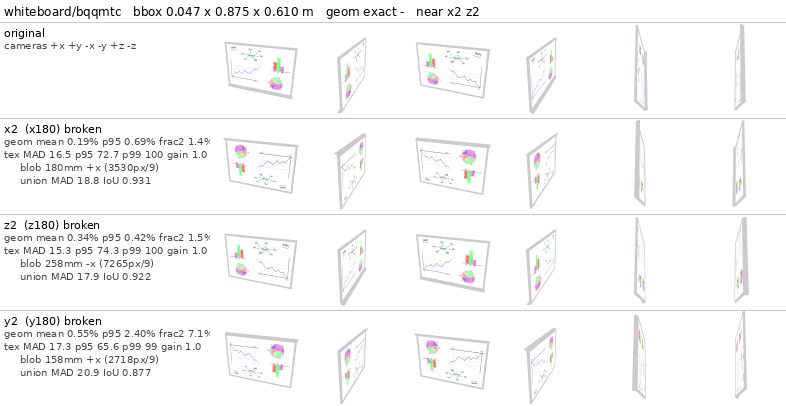 whiteboard/bqqmtc bbox 0.047 x 0.875 x 0.610 m geom exact - near x2 z2
original
cameras +x +y -x -y +z -z
x2 (x180) broken
geom mean 0.19% p95 0.69% frac2 1.4%
tex MAD 16.5 p95 72.7 p99 100 gain 1.0
blob 180mm +x (3530px/9)
union MAD 18.8 IoU 0.931
z2 (z180) broken
geom mean 0.34% p95 0.42% frac2 1.5%
tex MAD 15.3 p95 74.3 p99 100 gain 1.0
blob 258mm -x (7265px/9)
union MAD 17.9 IoU 0.922
y2 (y180) broken
geom mean 0.55% p95 2.40% frac2 7.1%
tex MAD 17.3 p95 65.6 p99 99 gain 1.0
blob 158mm +x (2718px/9)
union MAD 20.9 IoU 0.877